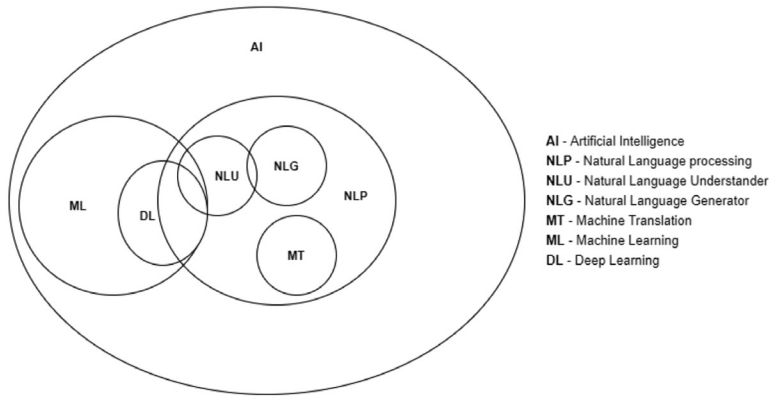 AI
ML
DL
NLU
NLG
NLP
MT
AI - Artificial Intelligence
NLP - Natural Language processing
NLU - Natural Language Understander
NLG - Natural Language Generator
MT - Machine Translation
ML - Machine Learning
DL - Deep Learning